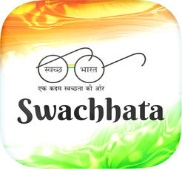 स्वच्छ भारत
एक कदम स्वच्छता की ओर
Swachhata